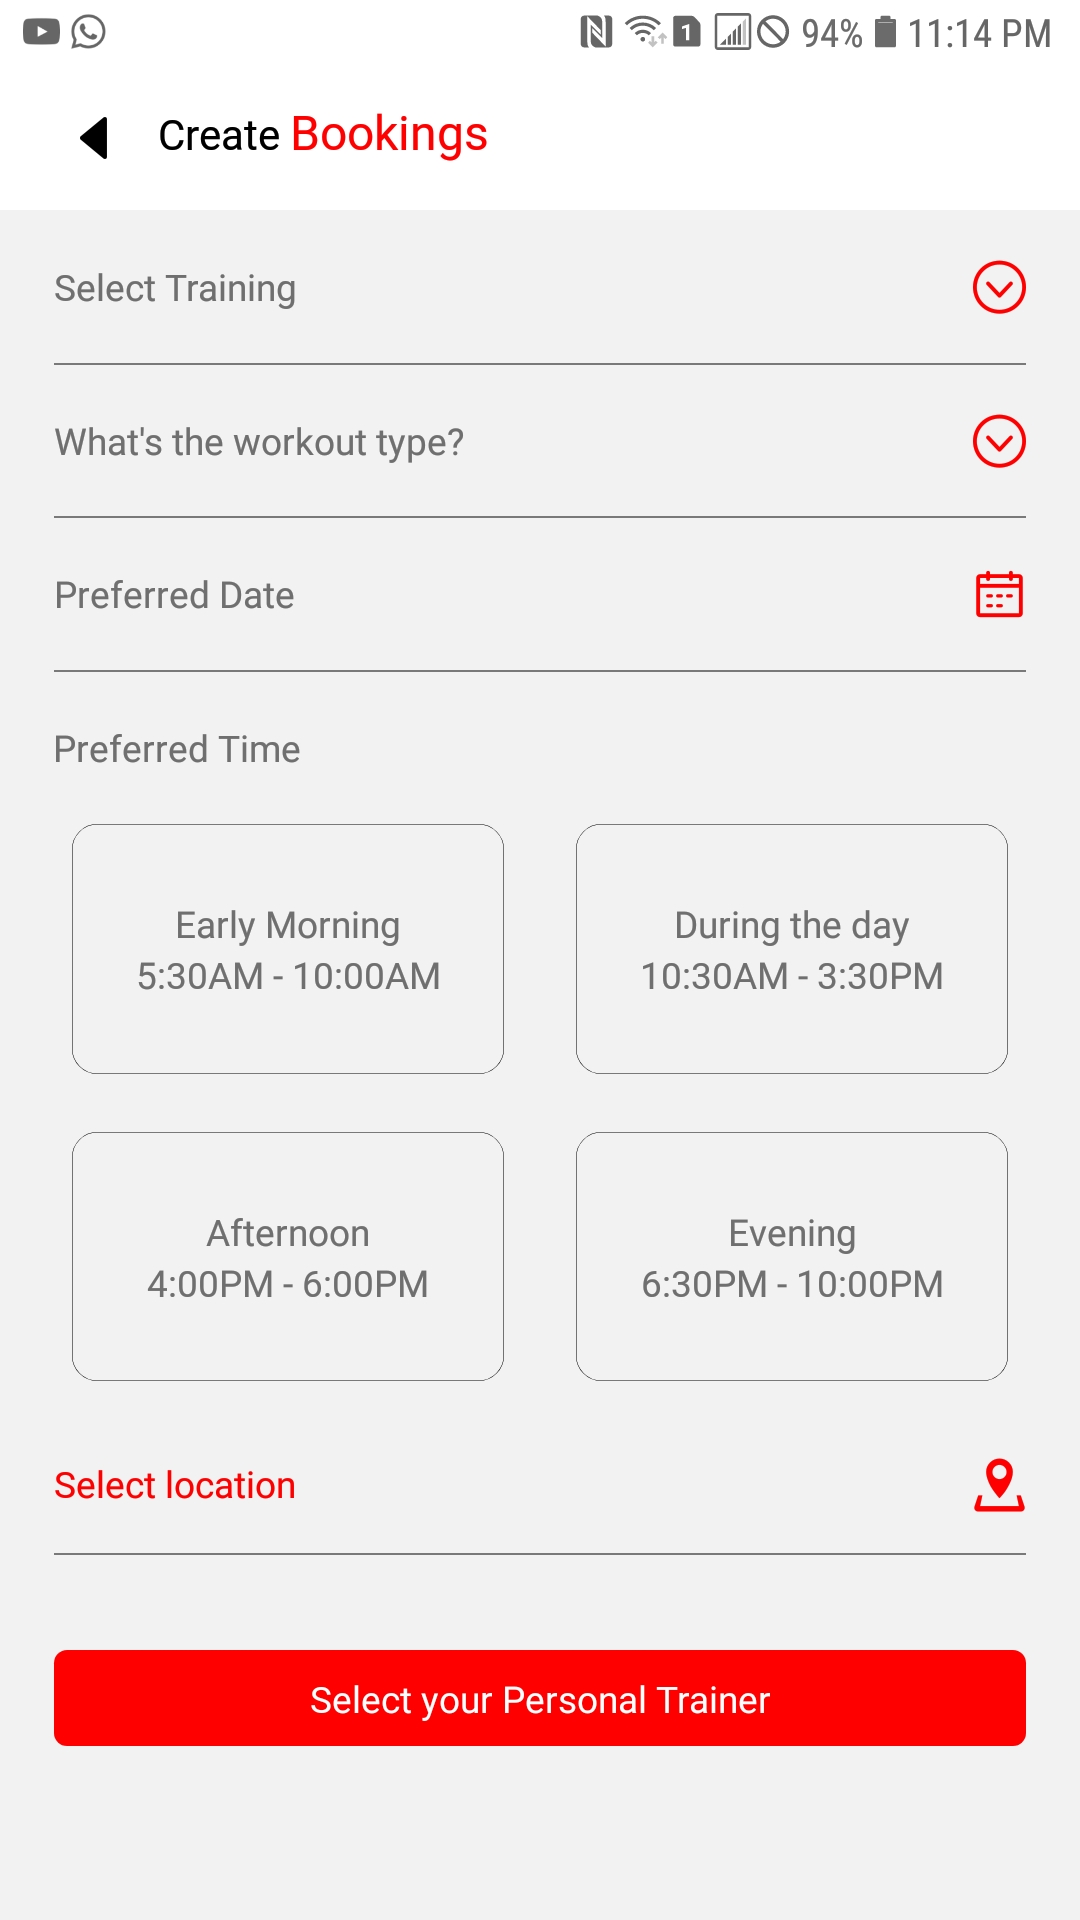 94% 11:14 PM
Create Bookings
Select Training
What's the workout type?
Preferred Date
Preferred Time
Early Morning
5:30AM - 10:00AM
During the day
10:30AM - 3:30PM
Afternoon
4:00PM - 6:00PM
Evening
6:30PM - 10:00PM
Select location
Select your Personal Trainer